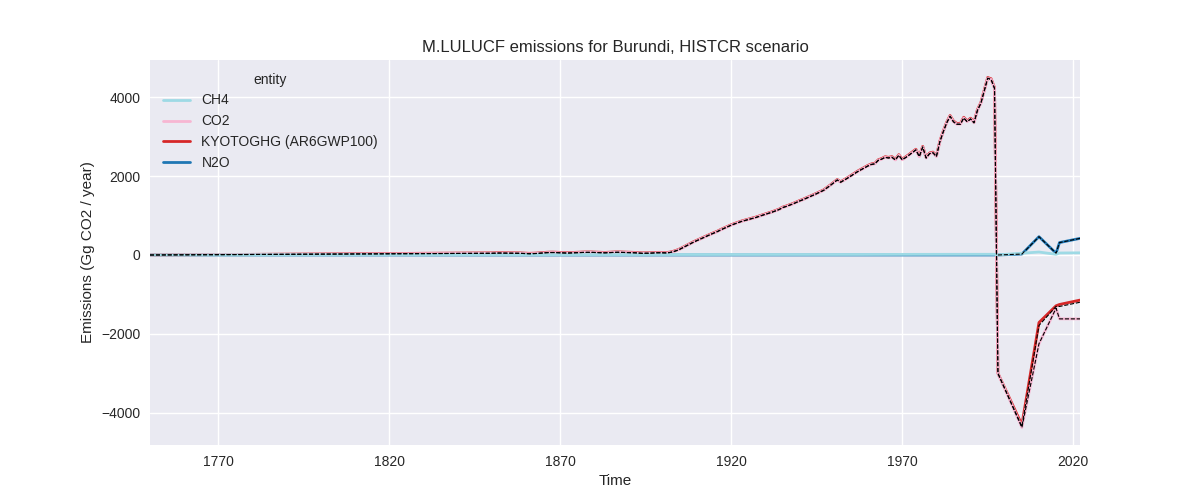 M.LULUCF emissions for Burundi, HISTCR scenario
entity
CH4
CO2
KYOTOGHG (AR6GWP100)
N2O
Emissions (Gg CO2 / year)
4000
2000
0
−2000
−4000
1770
1820
1870
1920
1970
2020
Time